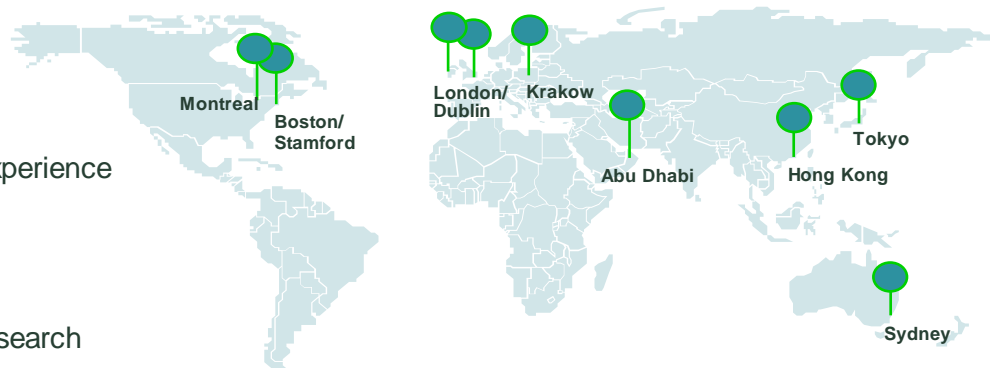 Montreal
Boston/
Stamford
London/
Dublin
Krakow
Abu Dhabi
Hong Kong
Tokyo
Sydney
xperience
search